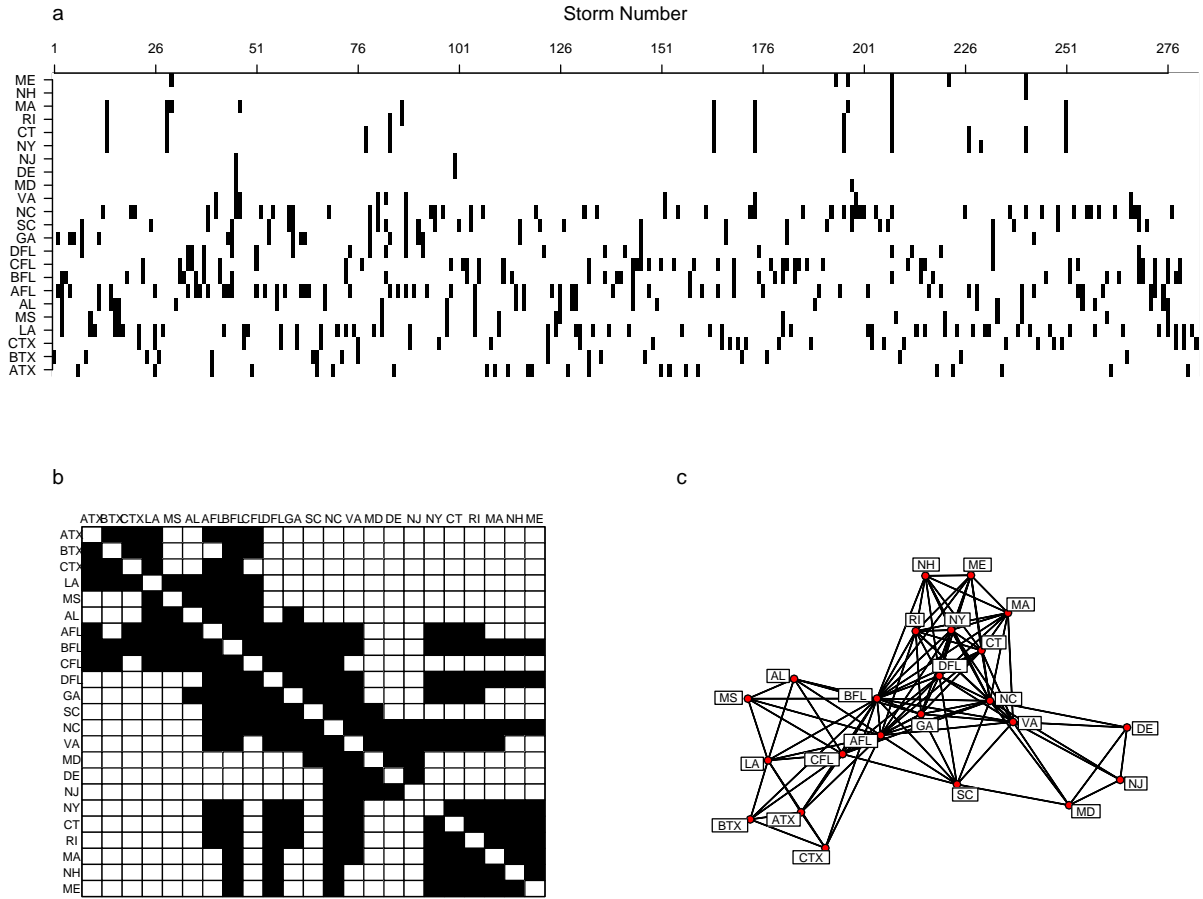 a
Storm Number
1 26 51 76 101 126 151 176 201 226 251 276
ME
NH
MA
RI
CT
NY
NJ
DE
MD
VA
NC
SC
GA
DFL
CFL
BFL
AFL
AL
MS
LA
CTX
BTX
ATX
b
ATX BTX CTX LA MS AL AFL BFL CFL DFL GA SC NC VA MD DE NJ NY CT RI MA NH ME
ATX
BTX
CTX
LA
MS
AL
AFL
BFL
CFL
DFL
GA
SC
NC
VA
MD
DE
NJ
NY
CT
RI
MA
NH
ME
c
NH ME
MA
RI NY
CT
DFL
AL
MS BFL NC
GA VA DE
AFL
LA CFL
NJ
SC
MD
BTX ATX
CTX